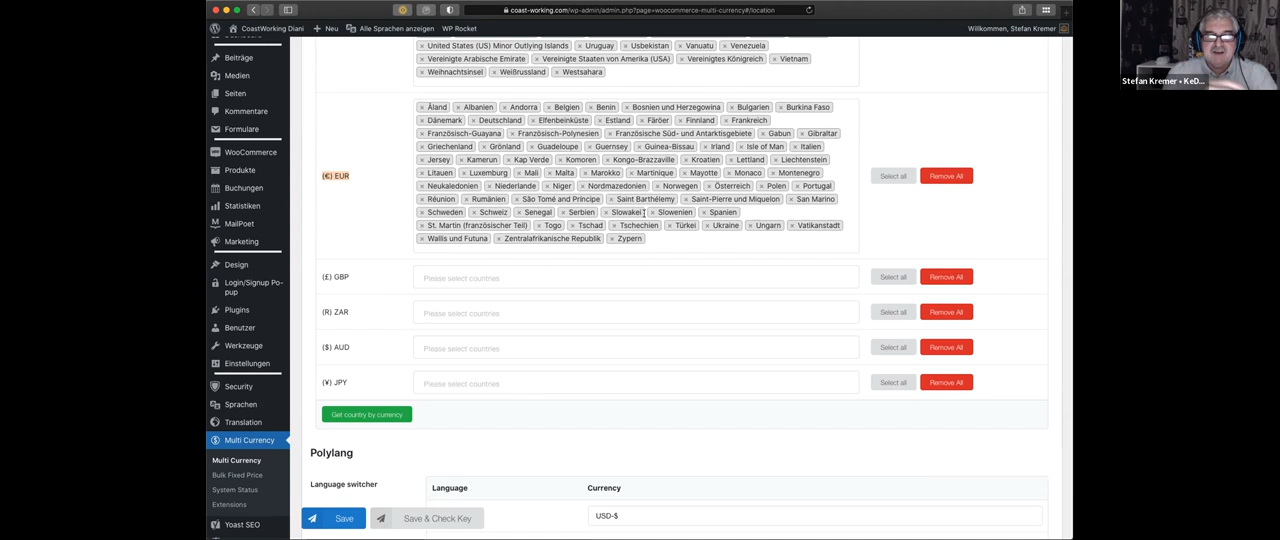 coast-working.com/wp-admin/admin.php?page=woocommerce-multi-currency#/location
CoastWorking Diani
Neu
Alle Sprachen anzeigen
WP Rocket
Willkommen, Stefan Kremer
Beiträge
Medien
Seiten
Kommentare
Formulare
WooCommerce
Produkte
Buchungen
Statistiken
MailPoet
Marketing
Design
Login/Signup Po-
pup
Plugins
Benutzer
Werkzeuge
Einstellungen
Security
Sprachen
Translation
Multi Currency
Multi Currency
Bulk Fixed Price
System Status
Extensions
Yoast SEO
× United States (US) Minor Outlying Islands × Uruguay × Usbekistan × Vanuatu × Venezuela
× Vereinigte Arabische Emirate × Vereinigte Staaten von Amerika (USA) × Vereinigtes Königreich × Vietnam
× Weihnachtsinsel × Weißrussland × Westsahara
(€) EUR
× Åland × Albanien × Andorra × Belgien × Benin × Bosnien und Herzegowina × Bulgarien × Burkina Faso
× Dänemark × Deutschland × Elfenbeinküste × Estland × Färöer × Finnland × Frankreich
× Französisch-Guayana × Französisch-Polynesien × Französische Süd- und Antarktisgebiete × Gabun × Gibraltar
× Griechenland × Grönland × Guadeloupe × Guernsey × Guinea-Bissau × Irland × Isle of Man × Italien
× Jersey × Kamerun × Kap Verde × Komoren × Kongo-Brazzaville × Kroatien × Lettland × Liechtenstein
× Litauen × Luxemburg × Mali × Malta × Marokko × Martinique × Mayotte × Monaco × Montenegro
× Neukaledonien × Niederlande × Niger × Nordmazedonien × Norwegen × Österreich × Polen × Portugal
× Réunion × Rumänien × São Tomé and Príncipe × Saint Barthélemy × Saint-Pierre und Miquelon × San Marino
× Schweden × Schweiz × Senegal × Serbien × Slowakei × Slowenien × Spanien
× St. Martin (französischer Teil) × Togo × Tschad × Tschechien × Türkei × Ukraine × Ungarn × Vatikanstadt
× Wallis und Futuna × Zentralafrikanische Republik × Zypern
Select all
Remove All
(£) GBP
Please select countries
Select all
Remove All
(R) ZAR
Please select countries
Select all
Remove All
($) AUD
Please select countries
Select all
Remove All
(¥) JPY
Please select countries
Select all
Remove All
Get country by currency
Polylang
Language switcher
Language
Currency
USD-$
Save
Save & Check Key
Stefan Kremer • KeD...